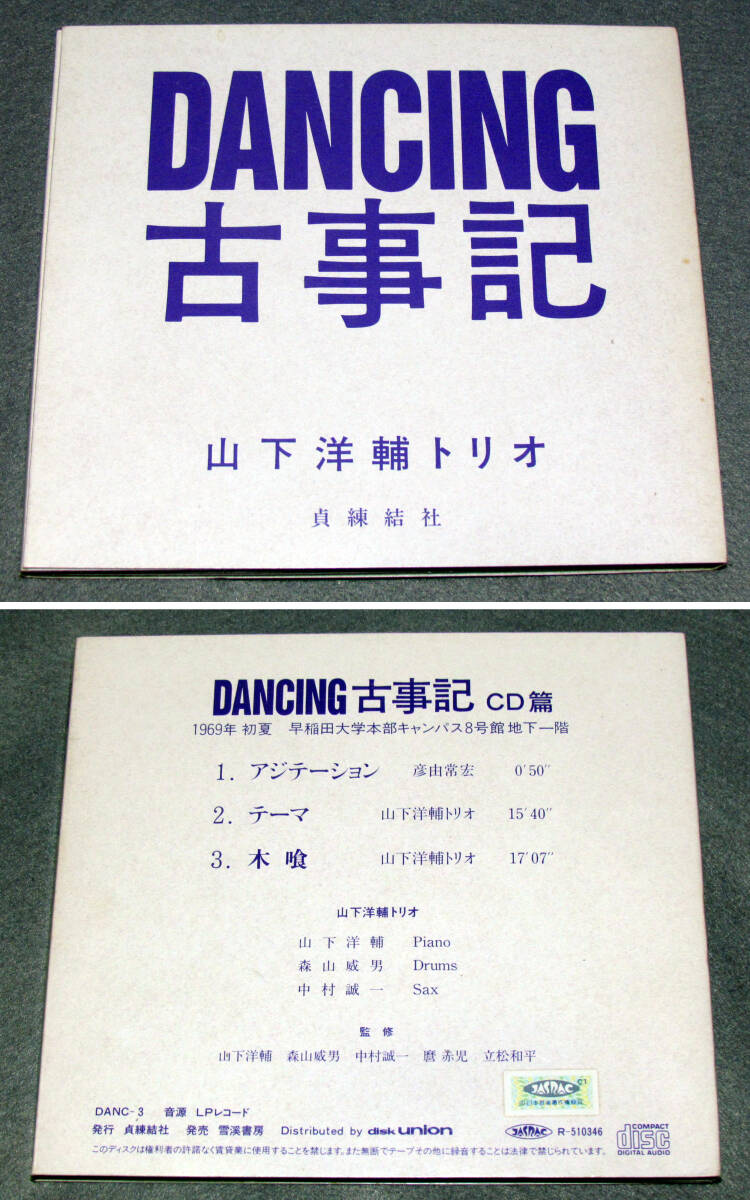 DANCING
古事記
山下洋輔トリオ
貞練結社
DANCING 古事記 CD篇
1969年 初夏 早稲田大学本部キャンパス8号館 地下一階
1. アジテーション 彦由常宏 0'50"
2. テーマ 山下洋輔トリオ 15'40"
3. 木喰 山下洋輔トリオ 17'07"
山下洋輔トリオ
山下洋輔 Piano
森山威男 Drums
中村誠一 Sax
監修
山下洋輔 森山威男 中村誠一 麿 赤児 立松和平
C1
JASRAC
DANC-3 音源 LPレコード
発行 貞練結社 発売 雪渓書房 Distributed by disk union JASRAC R-510346
COMPACT
disc
DIGITAL AUDIO
このディスクは権利者の許諾なく賃貸業に使用することを禁じます。また無断でテープその他に録音することは法律で禁じられています。